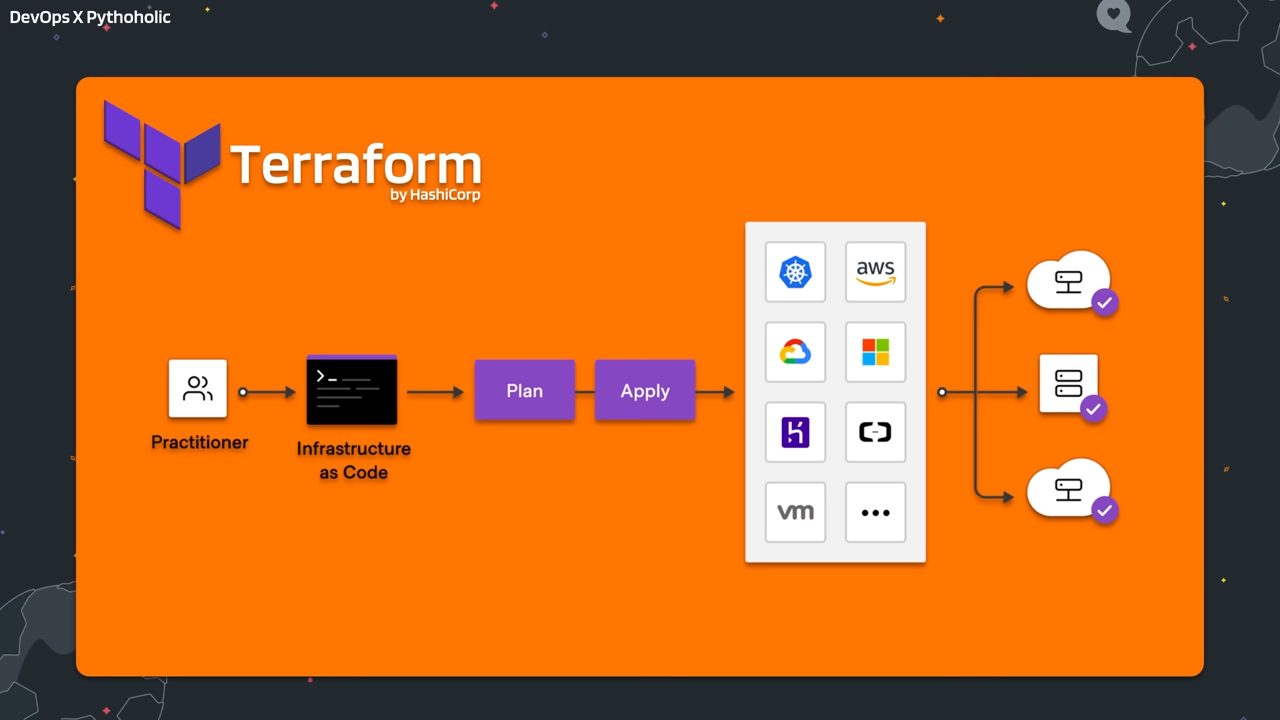 DevOps X Pythoholic
Terraform
by HashiCorp
Practitioner
Infrastructure
as Code
Plan
Apply
aws
vm